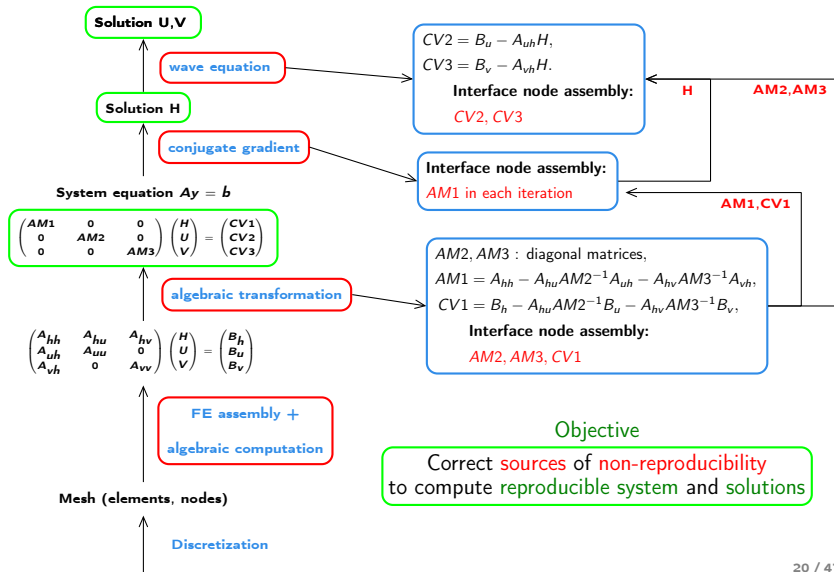 Solution U,V
wave equation
Solution H
conjugate gradient
System equation Ay = b
(AM1 0 0) (H) = (CV1)
(0 AM2 0) (U) (CV2)
(0 0 AM3) (V) (CV3)
algebraic transformation
(A_hh A_hu A_hv) (H) = (B_h)
(A_uh A_uu 0) (U) (B_u)
(A_vh 0 A_vv) (V) (B_v)
FE assembly +
algebraic computation
Mesh (elements, nodes)
Discretization
CV2 = B_u − A_uh H,
CV3 = B_v − A_vh H.
Interface node assembly:
CV2, CV3
H
AM2,AM3
Interface node assembly:
AM1 in each iteration
AM1,CV1
AM2, AM3 : diagonal matrices,
AM1 = A_hh − A_hu AM2⁻¹ A_uh − A_hv AM3⁻¹ A_vh,
CV1 = B_h − A_hu AM2⁻¹ B_u − A_hv AM3⁻¹ B_v,
Interface node assembly:
AM2, AM3, CV1
Objective
Correct sources of non-reproducibility
to compute reproducible system and solutions